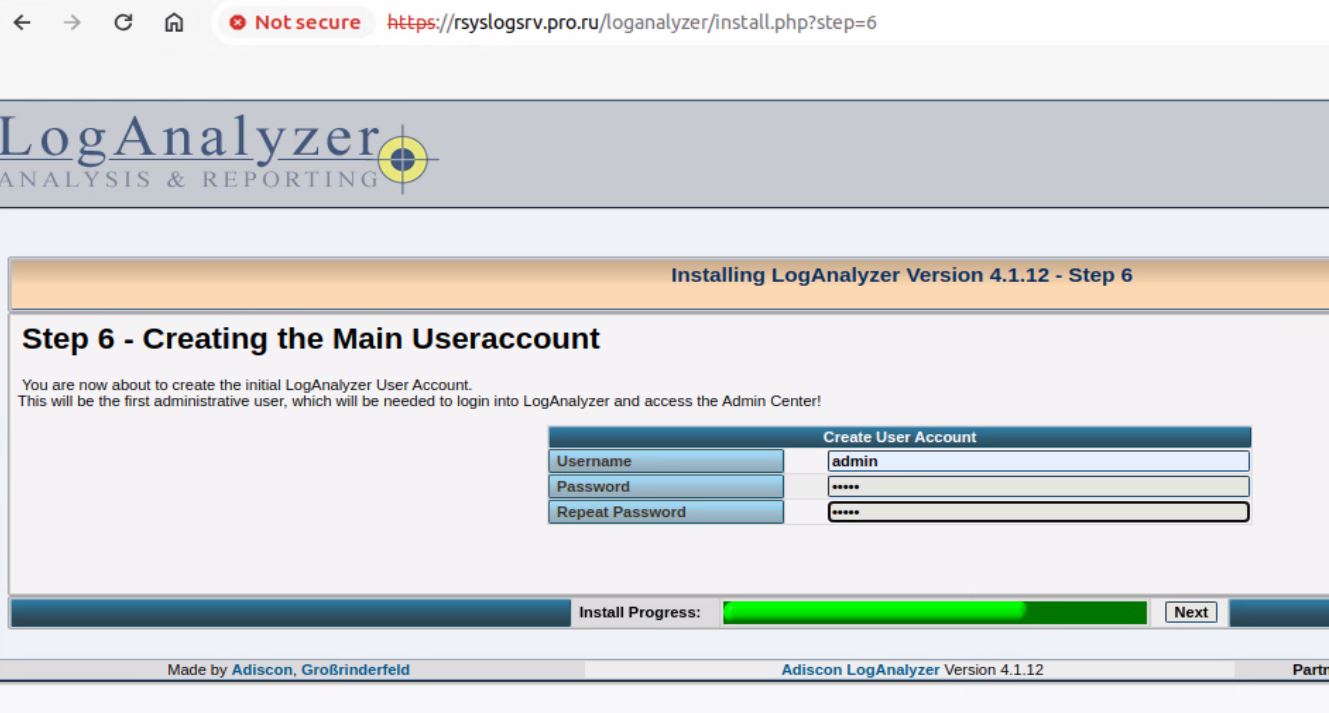 Not secure https://rsyslogsrv.pro.ru/loganalyzer/install.php?step=6
LogAnalyzer
ANALYSIS & REPORTING
Installing LogAnalyzer Version 4.1.12 - Step 6
Step 6 - Creating the Main Useraccount
You are now about to create the initial LogAnalyzer User Account.
This will be the first administrative user, which will be needed to login into LogAnalyzer and access the Admin Center!
Create User Account
Username admin
Password •••••
Repeat Password •••••
Install Progress: Next
Made by Adiscon, Großrinderfeld Adiscon LogAnalyzer Version 4.1.12